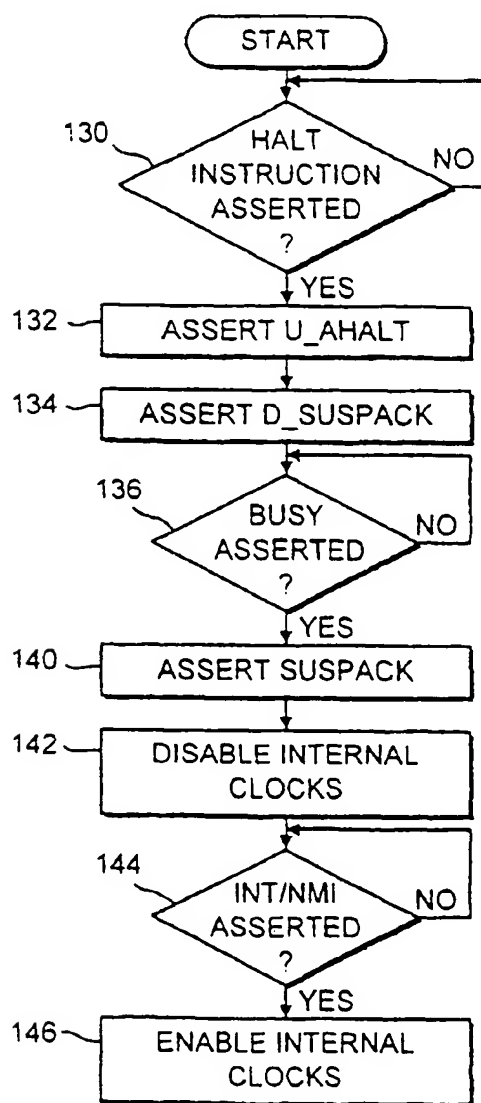 START
130
HALT
INSTRUCTION
ASSERTED
?
NO
YES
132
ASSERT U_AHALT
134
ASSERT D_SUSPACK
136
BUSY
ASSERTED
?
NO
YES
140
ASSERT SUSPACK
142
DISABLE INTERNAL
CLOCKS
144
INT/NMI
ASSERTED
?
NO
YES
146
ENABLE INTERNAL
CLOCKS